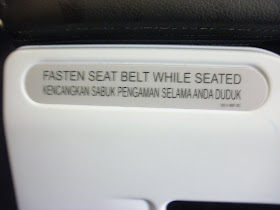 FASTEN SEAT BELT WHILE SEATED
KENCANGKAN SABUK PENGAMAN SELAMA ANDA DUDUK